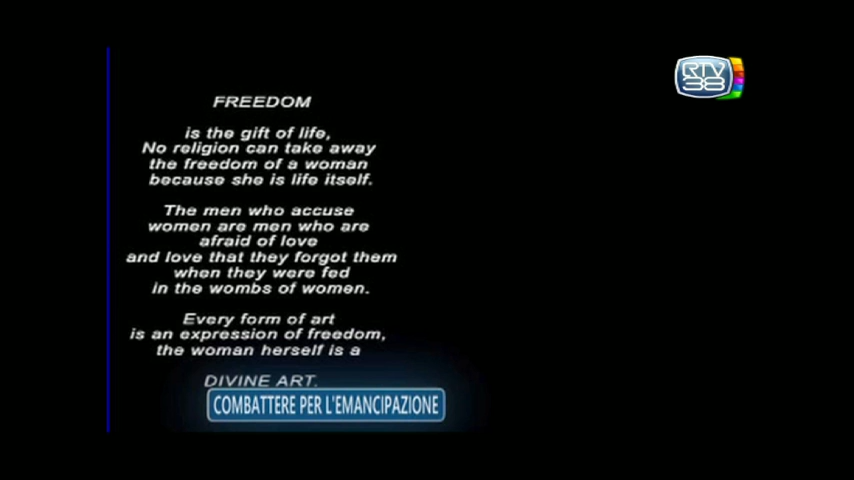 RTV
38
FREEDOM
is the gift of life,
No religion can take away
the freedom of a woman
because she is life itself.
The men who accuse
women are men who are
afraid of love
and love that they forgot them
when they were fed
in the wombs of women.
Every form of art
is an expression of freedom,
the woman herself is a
DIVINE ART.
COMBATTERE PER L'EMANCIPAZIONE